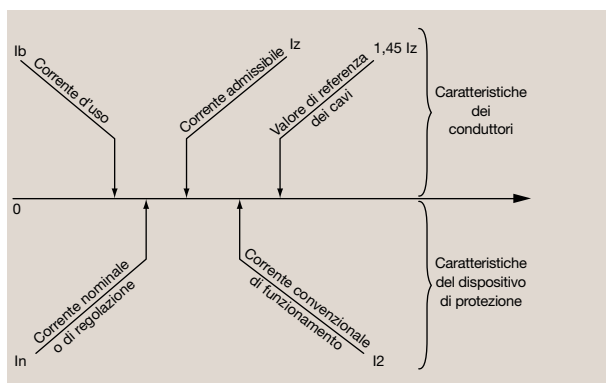 Ib
Corrente d'uso
Corrente admissibile
Iz
Valore di referenza
dei cavi
1,45 Iz
Caratteristiche
dei
conduttori
0
In
Corrente nominale
o di regolazione
Corrente convenzionale
di funzionamento
I2
Caratteristiche
del dispositivo
di protezione